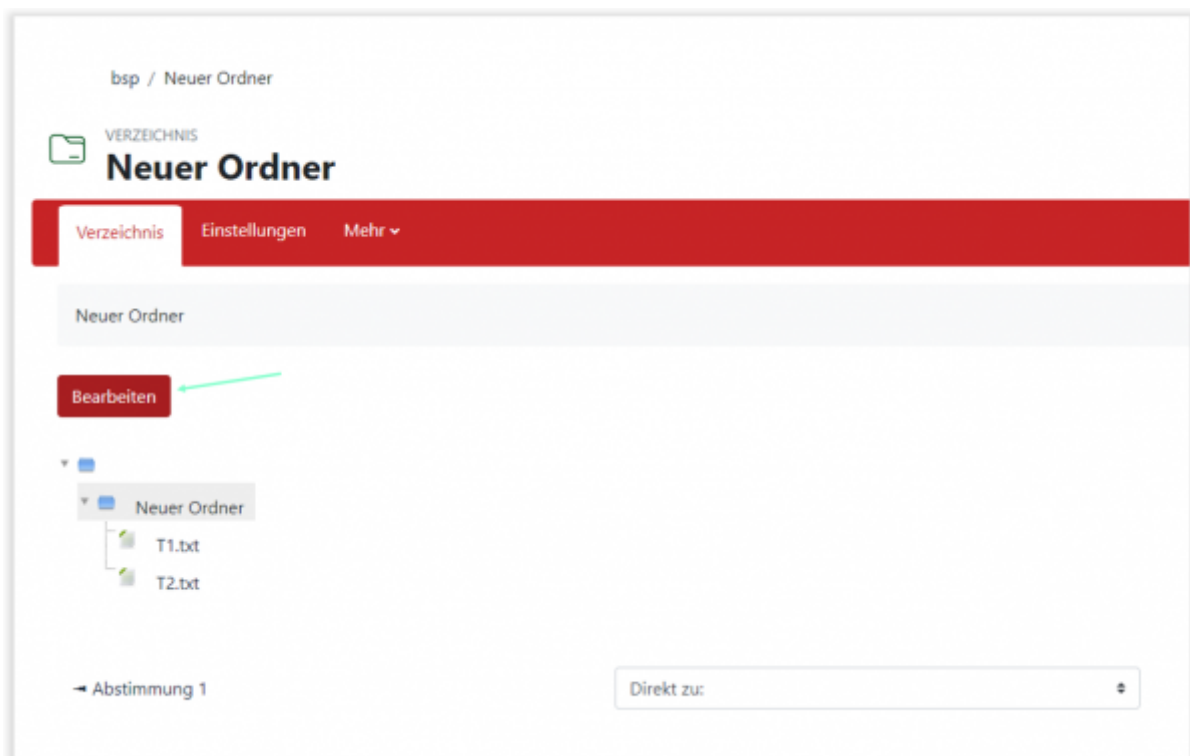 bsp / Neuer Ordner
VERZEICHNIS
Neuer Ordner
Verzeichnis Einstellungen Mehr
Neuer Ordner
Bearbeiten
Neuer Ordner
T1.txt
T2.txt
Abstimmung 1 Direkt zu: